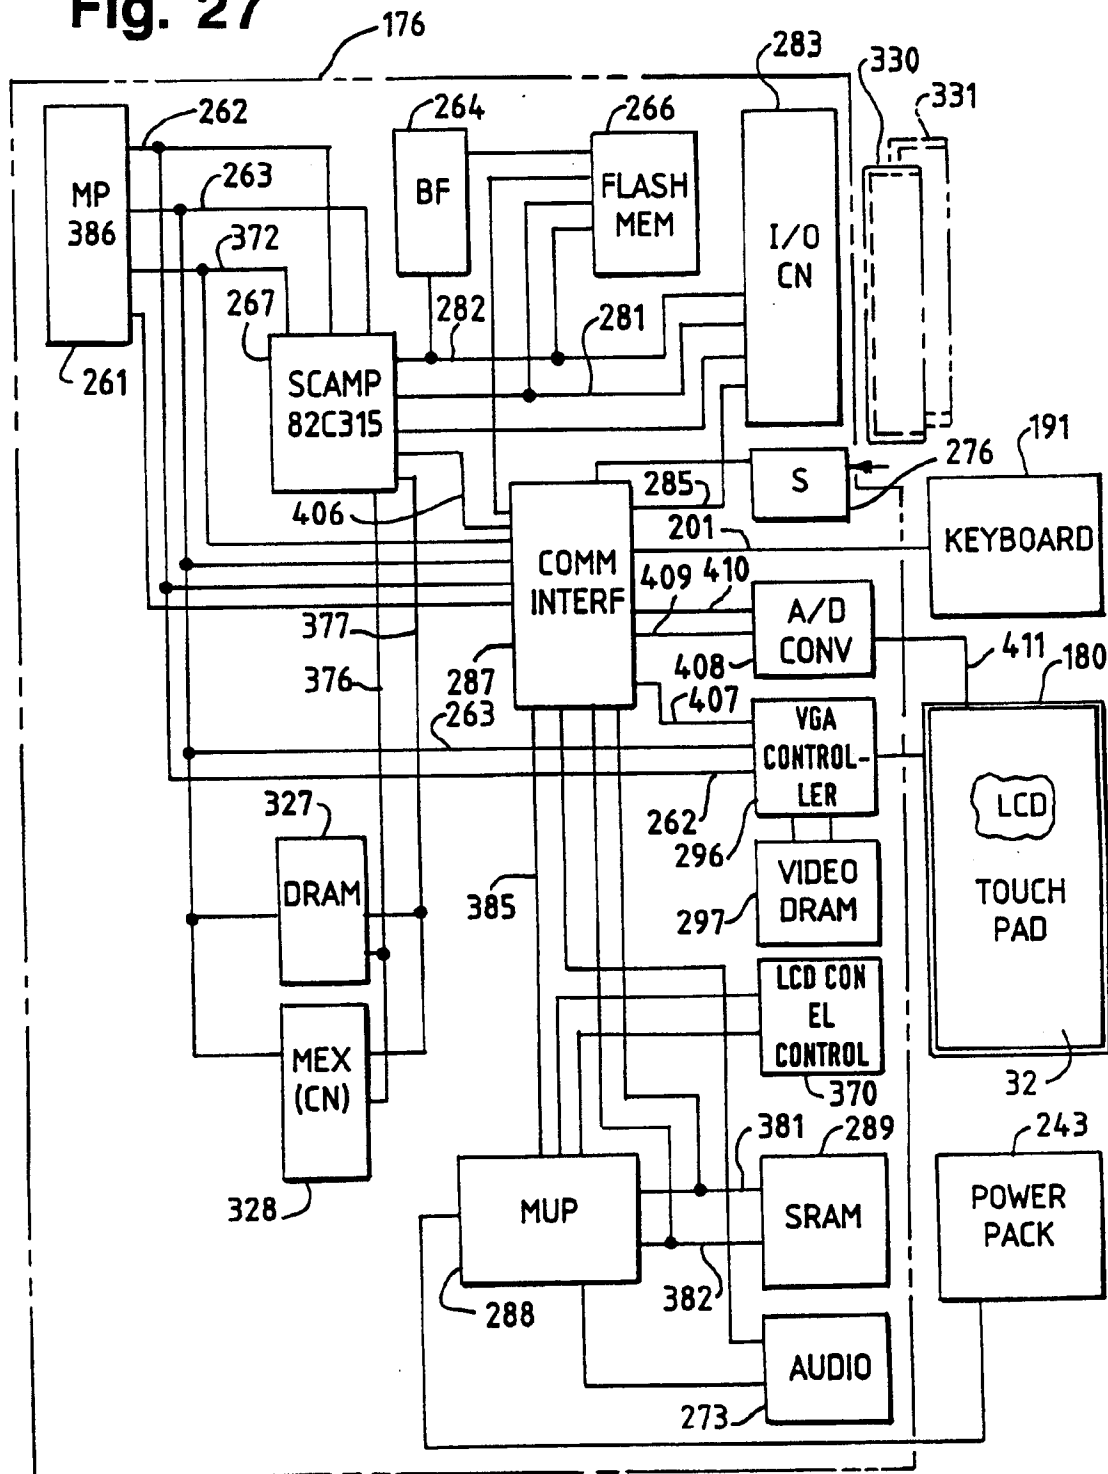 Fig. 27
176
283
330
331
262
264
266
MP
386
263
BF
FLASH
MEM
I/O
CN
372
267
282
281
261
SCAMP
82C315
191
285
S
276
406
201
KEYBOARD
COMM
INTERF
409
410
A/D
CONV
377
376
287
408
411
180
263
407
VGA
CONTROL-
LER
LCD
327
262
296
DRAM
385
VIDEO
DRAM
TOUCH
PAD
297
LCD CON
EL
CONTROL
MEX
(CN)
370
32
381
289
243
328
MUP
SRAM
POWER
PACK
288
382
AUDIO
273